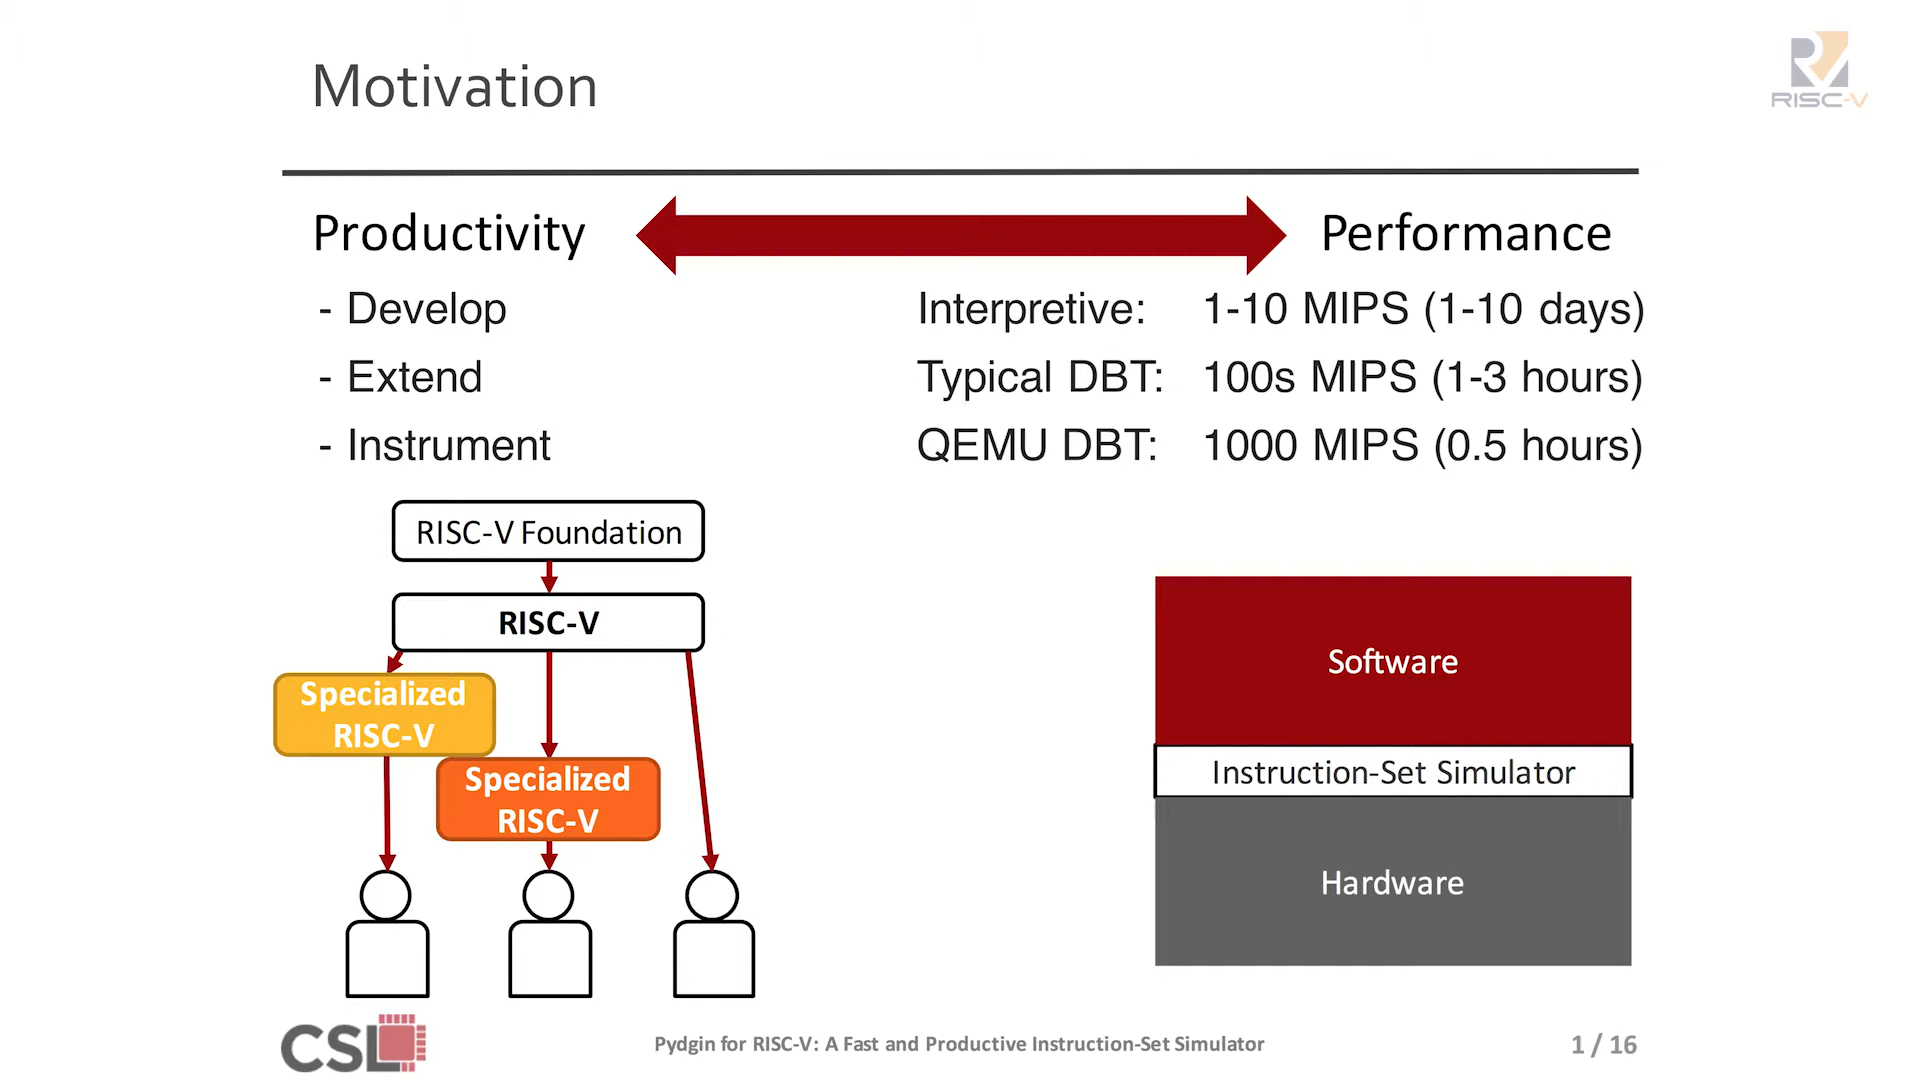 Motivation
RISC-V
Productivity
Performance
- Develop
- Extend
- Instrument
Interpretive: 1-10 MIPS (1-10 days)
Typical DBT: 100s MIPS (1-3 hours)
QEMU DBT: 1000 MIPS (0.5 hours)
RISC-V Foundation
RISC-V
Specialized
RISC-V
Specialized
RISC-V
Software
Instruction-Set Simulator
Hardware
CSL
Pydgin for RISC-V: A Fast and Productive Instruction-Set Simulator
1 / 16